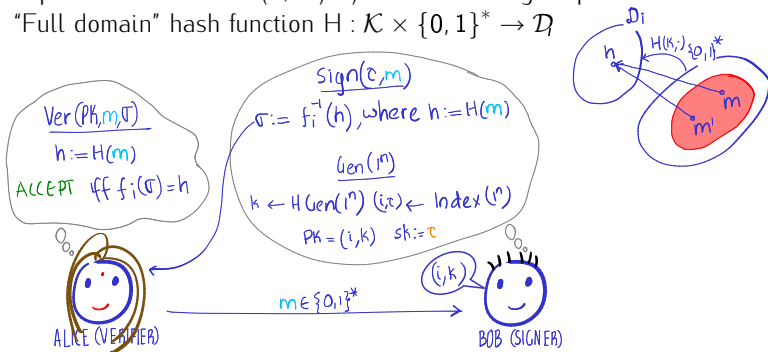 "Full domain" hash function H : 𝒦 × {0, 1}* → 𝒟i
𝒟i
H(k,·)
{0,1}*
h
m
m'
Sign(τ,m)
σ := fi⁻¹(h), where h := H(m)
Ver(PK,m,σ)
h := H(m)
ACCEPT iff fi(σ) = h
Gen(1ⁿ)
k ← HGen(1ⁿ) (i,τ) ← Index(1ⁿ)
PK = (i,k) sk := τ
(i,k)
m ∈ {0,1}*
ALICE (VERIFIER)
BOB (SIGNER)